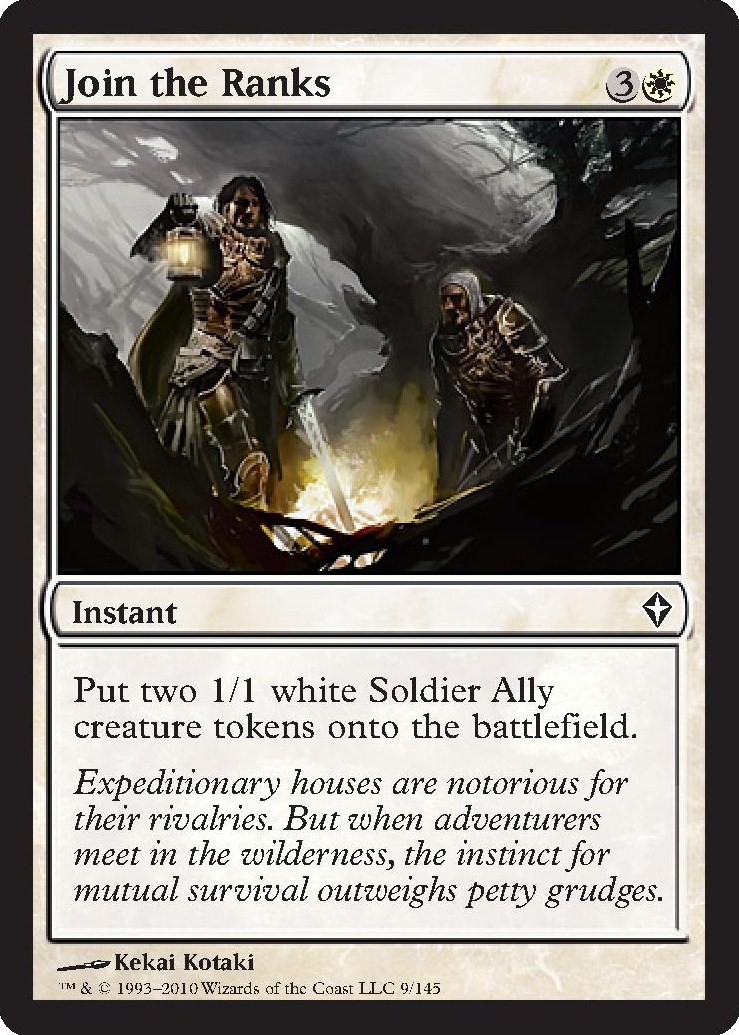 Join the Ranks 3
Instant
Put two 1/1 white Soldier Ally
creature tokens onto the battlefield.
Expeditionary houses are notorious for
their rivalries. But when adventurers
meet in the wilderness, the instinct for
mutual survival outweighs petty grudges.
Kekai Kotaki
™ & © 1993–2010 Wizards of the Coast LLC 9/145